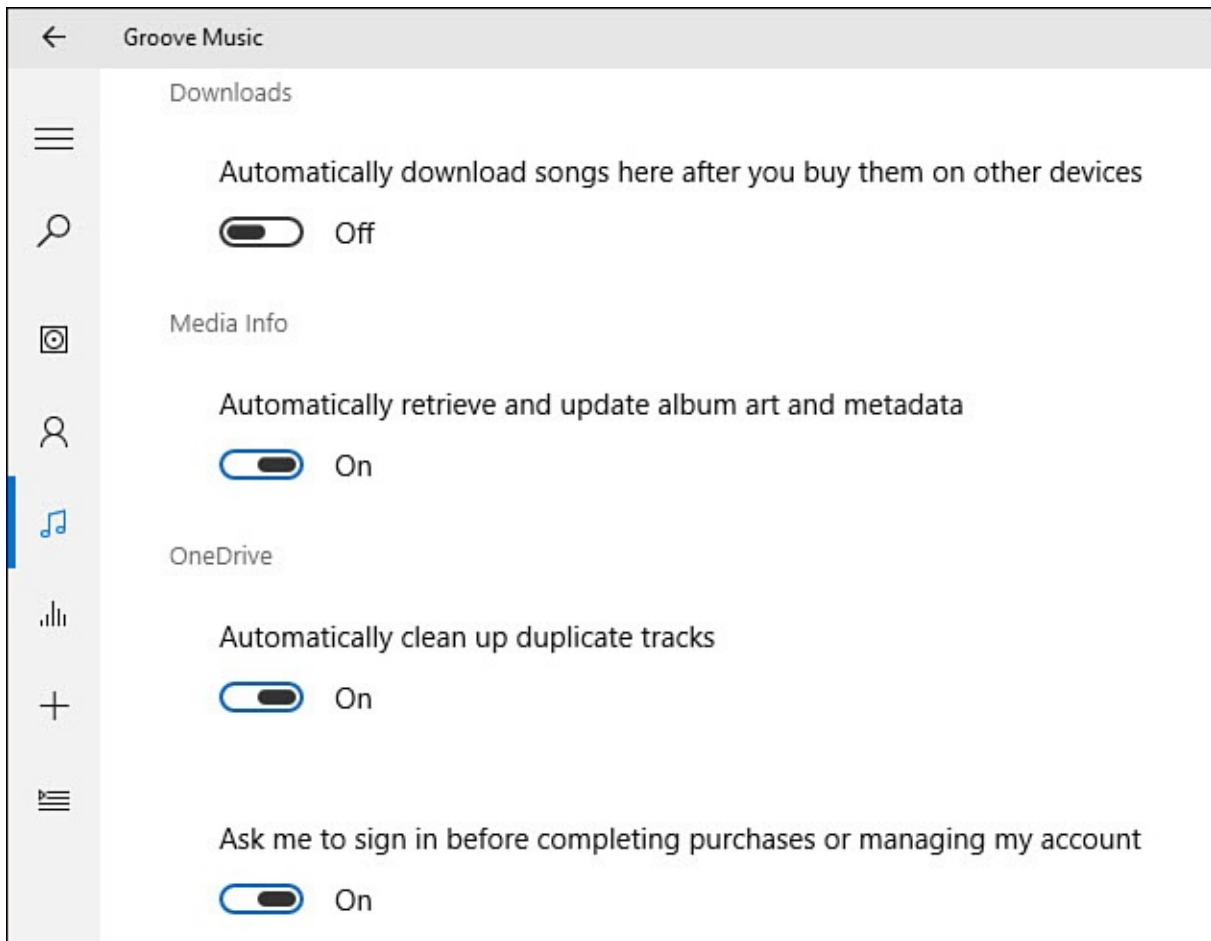 Groove Music
Downloads
Automatically download songs here after you buy them on other devices
Off
Media Info
Automatically retrieve and update album art and metadata
On
OneDrive
Automatically clean up duplicate tracks
On
Ask me to sign in before completing purchases or managing my account
On